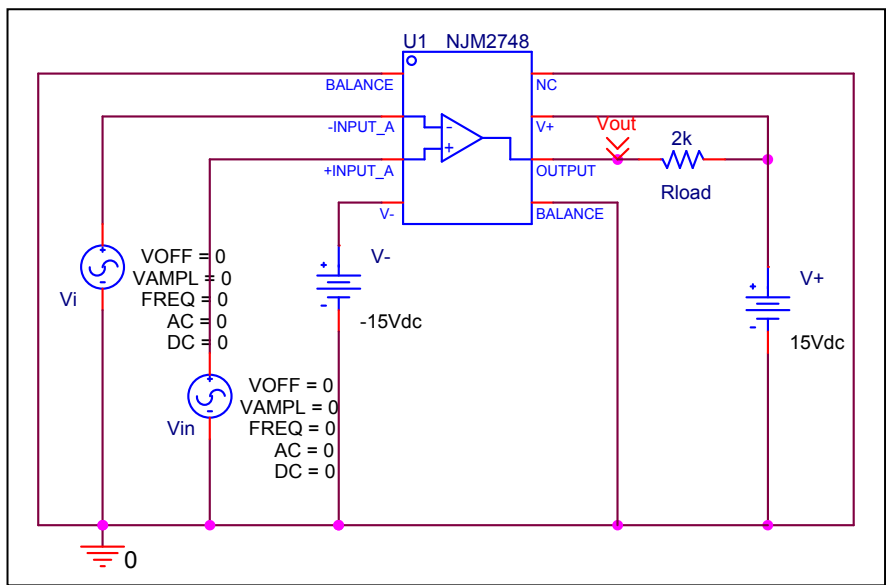 U1 NJM2748
BALANCE
NC
-INPUT_A
V+
+INPUT_A
OUTPUT
V-
BALANCE
Vout
2k
Rload
-
+
+
-
Vi
VOFF = 0
VAMPL = 0
FREQ = 0
AC = 0
DC = 0
+
-
Vin
VOFF = 0
VAMPL = 0
FREQ = 0
AC = 0
DC = 0
+
-
V-
-15Vdc
+
-
V+
15Vdc
0